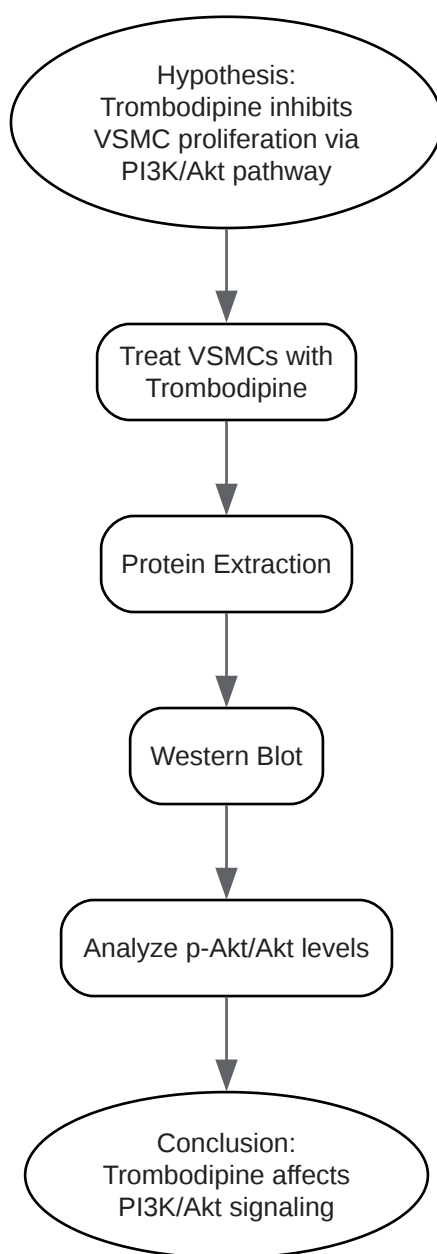 Hypothesis:
Trombodipine inhibits
VSMC proliferation via
PI3K/Akt pathway
Treat VSMCs with
Trombodipine
Protein Extraction
Western Blot
Analyze p-Akt/Akt levels
Conclusion:
Trombodipine affects
PI3K/Akt signaling